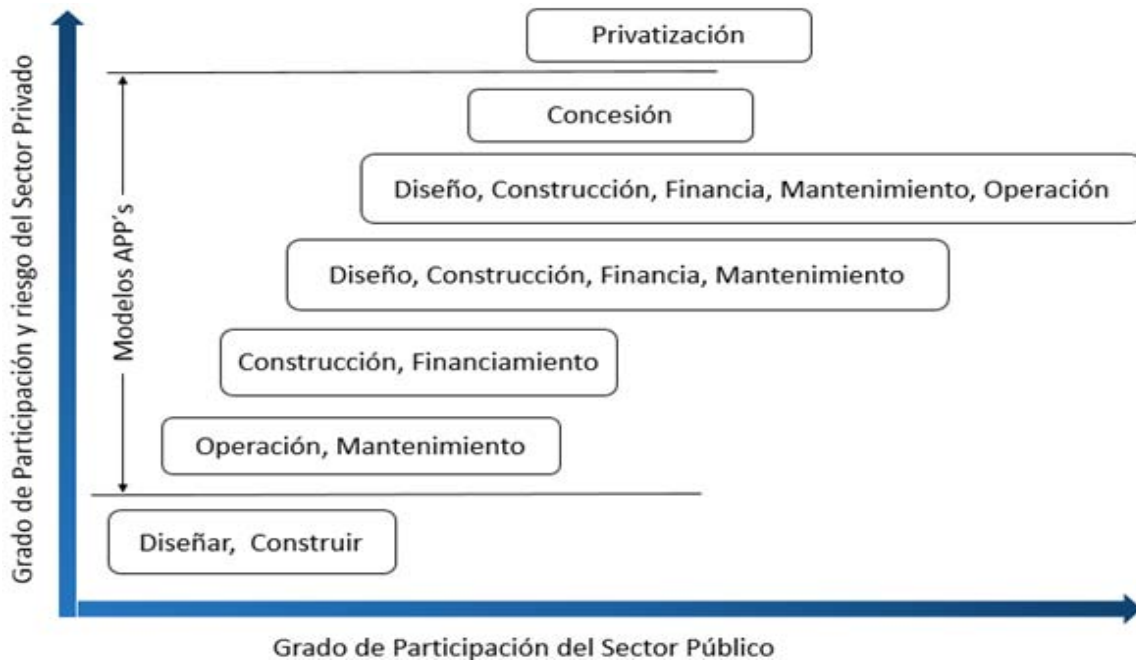 Privatización
Concesión
Diseño, Construcción, Financia, Mantenimiento, Operación
Diseño, Construcción, Financia, Mantenimiento
Construcción, Financiamiento
Operación, Mantenimiento
Diseñar, Construir
Modelos APP´s
Grado de Participación y riesgo del Sector Privado
Grado de Participación del Sector Público